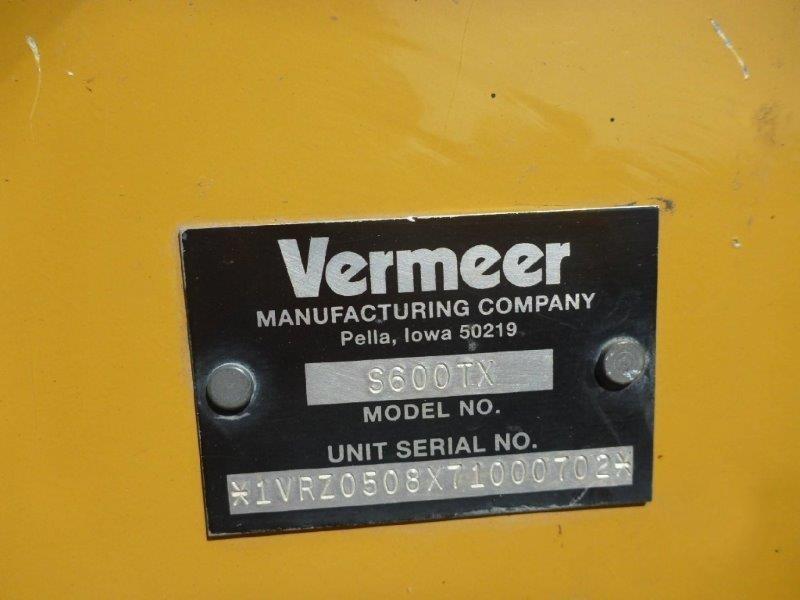 Vermeer
MANUFACTURING COMPANY
Pella, Iowa 50219
S600TX
MODEL NO.
UNIT SERIAL NO.
*1VRZ0508X71000702*